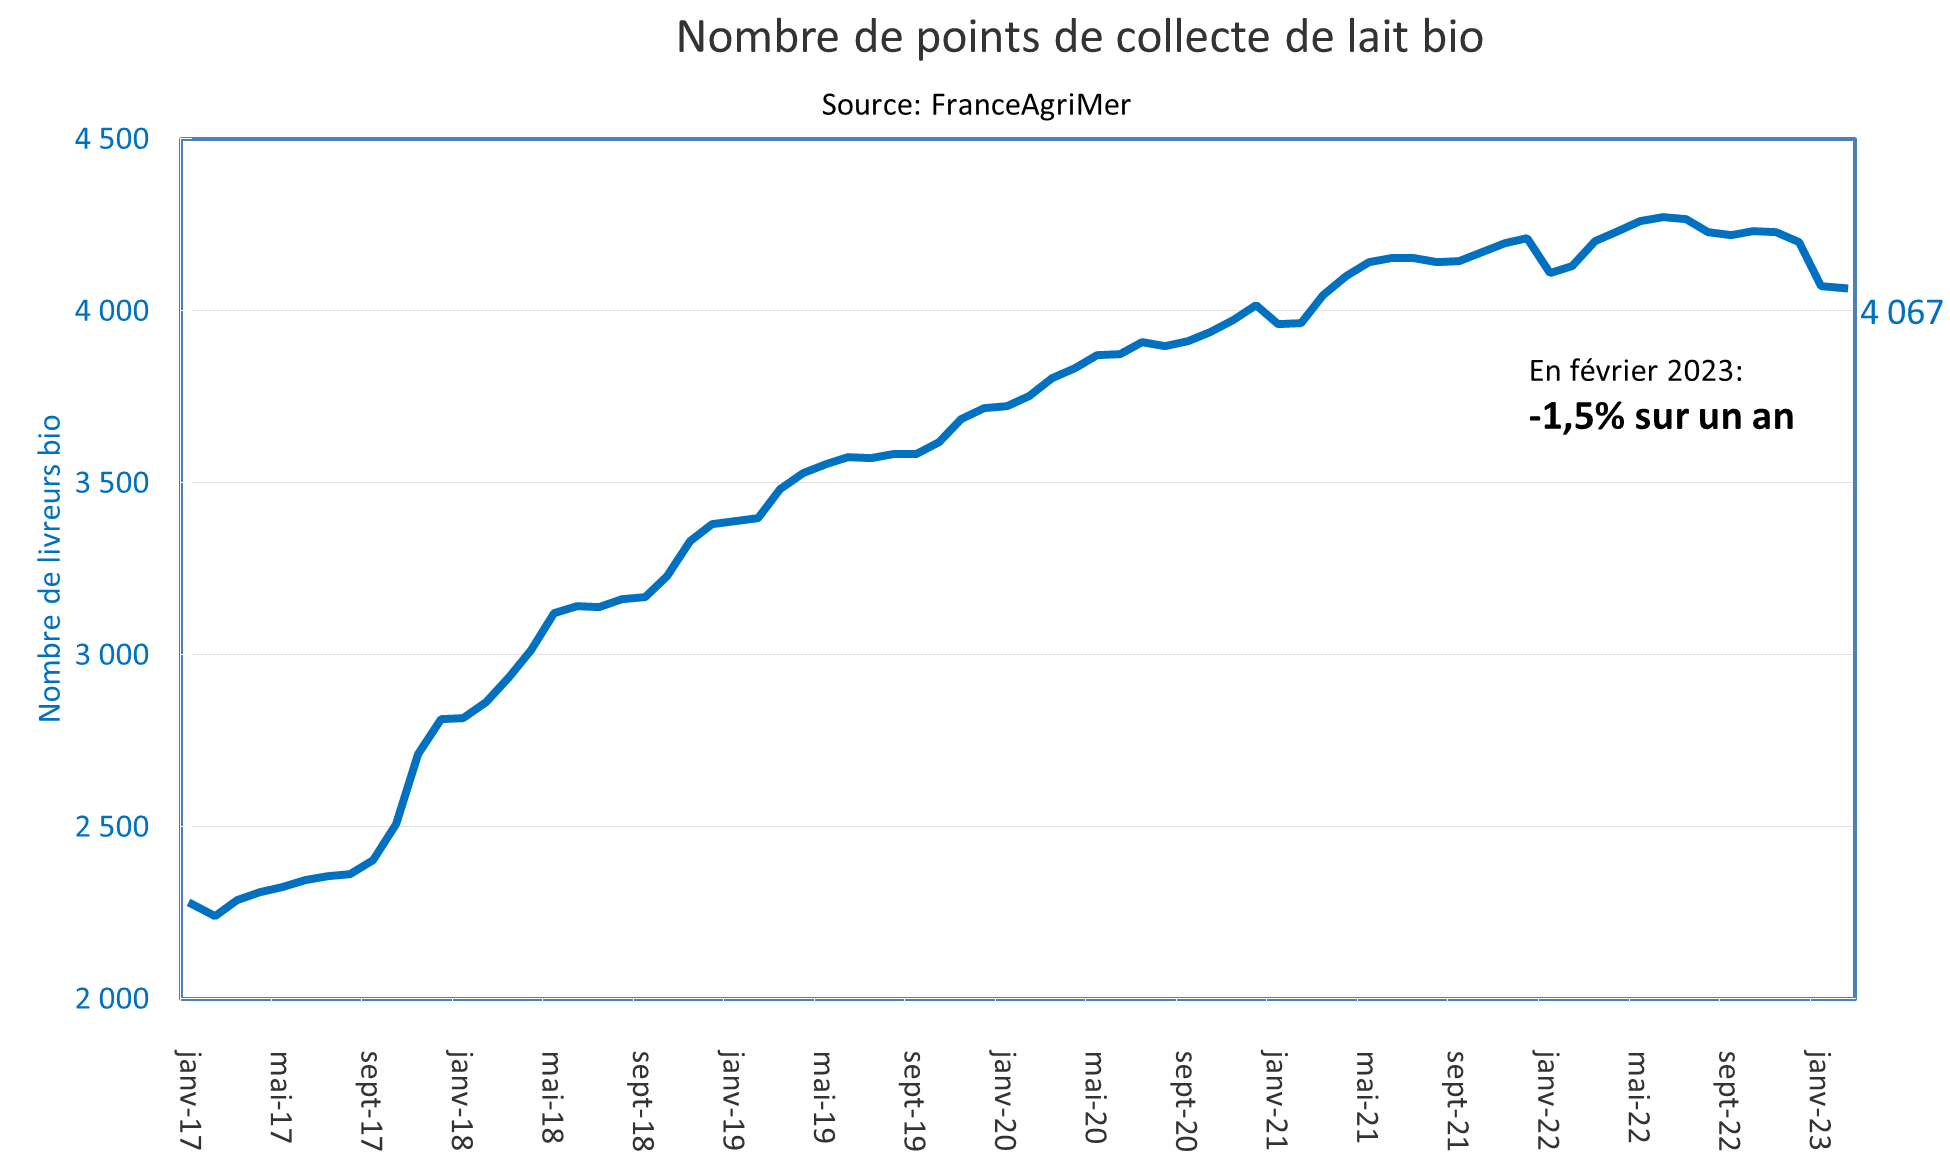 Nombre de points de collecte de lait bio
Source: FranceAgriMer
Nombre de livreurs bio
4 500
4 000
3 500
3 000
2 500
2 000
4 067
En février 2023:
-1,5% sur un an
janv-17
mai-17
sept-17
janv-18
mai-18
sept-18
janv-19
mai-19
sept-19
janv-20
mai-20
sept-20
janv-21
mai-21
sept-21
janv-22
mai-22
sept-22
janv-23